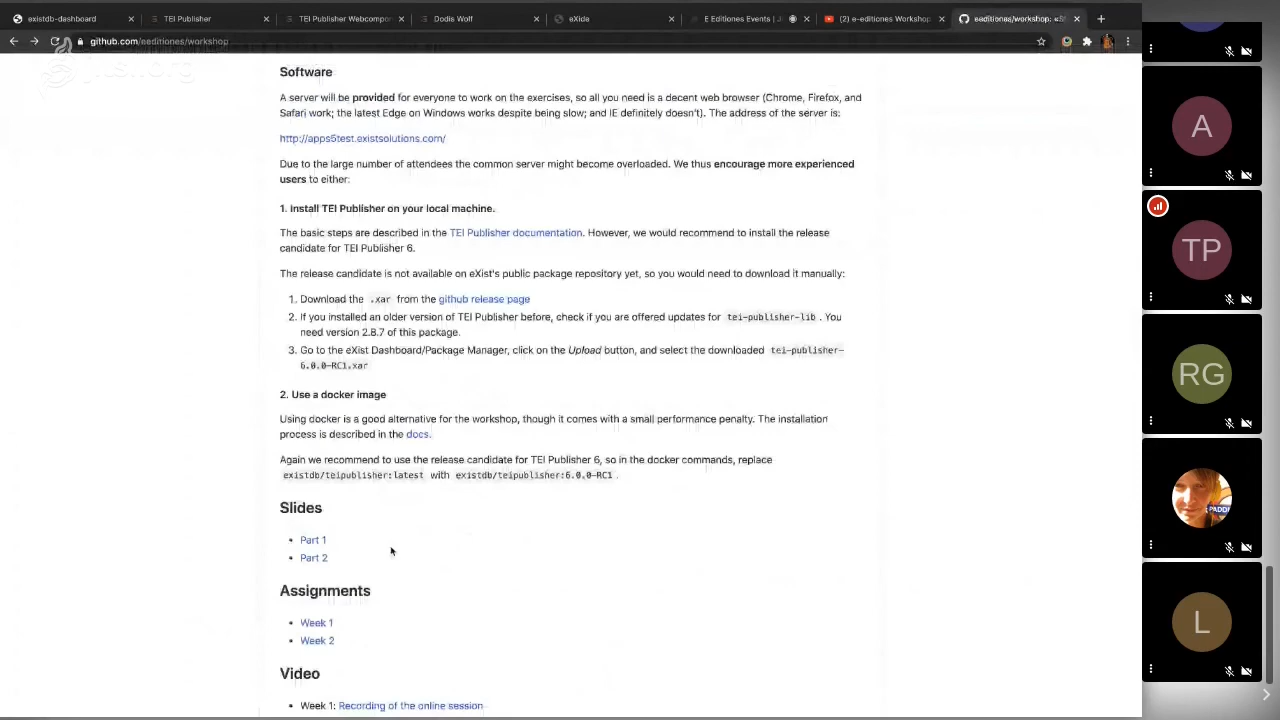 existdb-dashboard
TEI Publisher
TEI Publisher Webcompon
Dodis Wolf
eXide
E Editiones Events | Ji
(2) e-editiones Workshop
eeditiones/workshop: eSt
github.com/eeditiones/workshop
jitsi.org
Software
A server will be provided for everyone to work on the exercises, so all you need is a decent web browser (Chrome, Firefox, and
Safari work; the latest Edge on Windows works despite being slow; and IE definitely doesn't). The address of the server is:
http://apps5test.existsolutions.com/
Due to the large number of attendees the common server might become overloaded. We thus encourage more experienced
users to either:
1. Install TEI Publisher on your local machine.
The basic steps are described in the TEI Publisher documentation. However, we would recommend to install the release
candidate for TEI Publisher 6.
The release candidate is not available on eXist's public package repository yet, so you would need to download it manually:
1. Download the .xar from the github release page
2. If you installed an older version of TEI Publisher before, check if you are offered updates for tei-publisher-lib. You
need version 2.8.7 of this package.
3. Go to the eXist Dashboard/Package Manager, click on the Upload button, and select the downloaded tei-publisher-
6.0.0-RC1.xar
2. Use a docker image
Using docker is a good alternative for the workshop, though it comes with a small performance penalty. The installation
process is described in the docs.
Again we recommend to use the release candidate for TEI Publisher 6, so in the docker commands, replace
existdb/teipublisher:latest with existdb/teipublisher:6.0.0-RC1.
Slides
• Part 1
• Part 2
Assignments
• Week 1
• Week 2
Video
• Week 1: Recording of the online session
A
TP
RG
PADDI
L